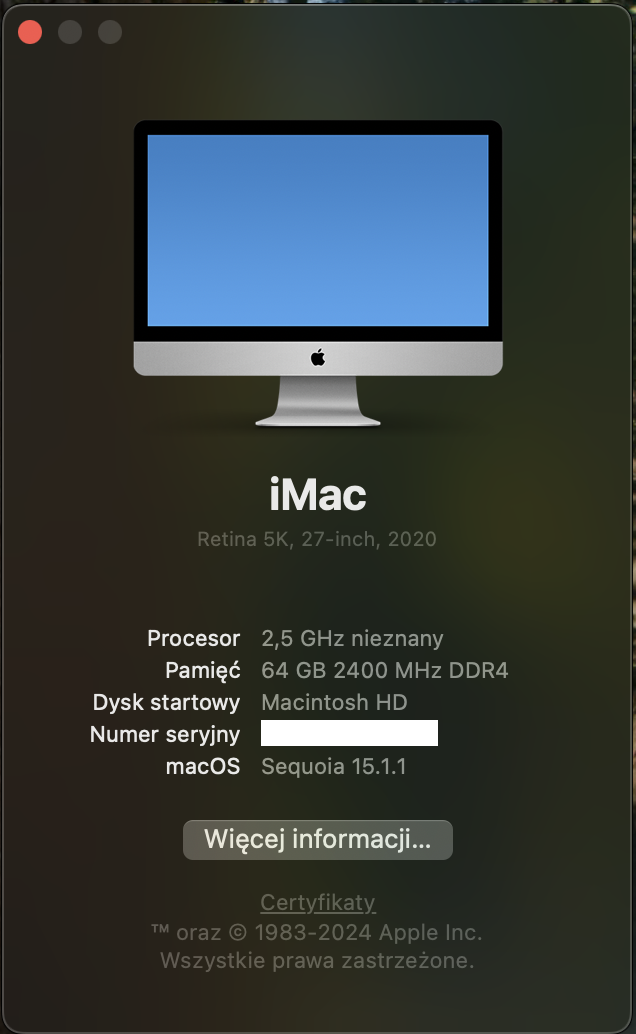 iMac
Retina 5K, 27-inch, 2020
Procesor 2,5 GHz nieznany
Pamięć 64 GB 2400 MHz DDR4
Dysk startowy Macintosh HD
Numer seryjny
macOS Sequoia 15.1.1
Więcej informacji...
Certyfikaty
™ oraz © 1983-2024 Apple Inc.
Wszystkie prawa zastrzeżone.